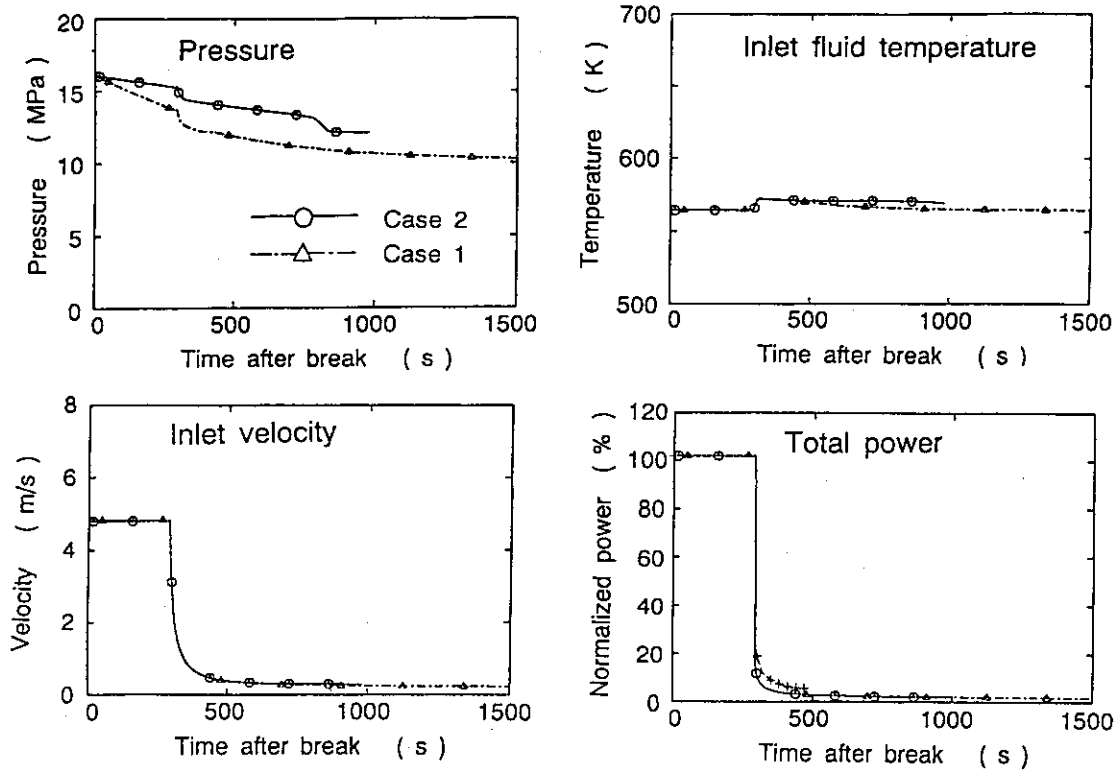 Pressure
Pressure ( MPa )
20
15
10
5
0
Case 2
Case 1
0 500 1000 1500
Time after break ( s )
Inlet fluid temperature
Temperature ( K )
700
600
500
0 500 1000 1500
Time after break ( s )
Inlet velocity
Velocity ( m/s )
8
6
4
2
0
0 500 1000 1500
Time after break ( s )
Total power
Normalized power ( % )
120
100
80
60
40
20
0
0 500 1000 1500
Time after break ( s )